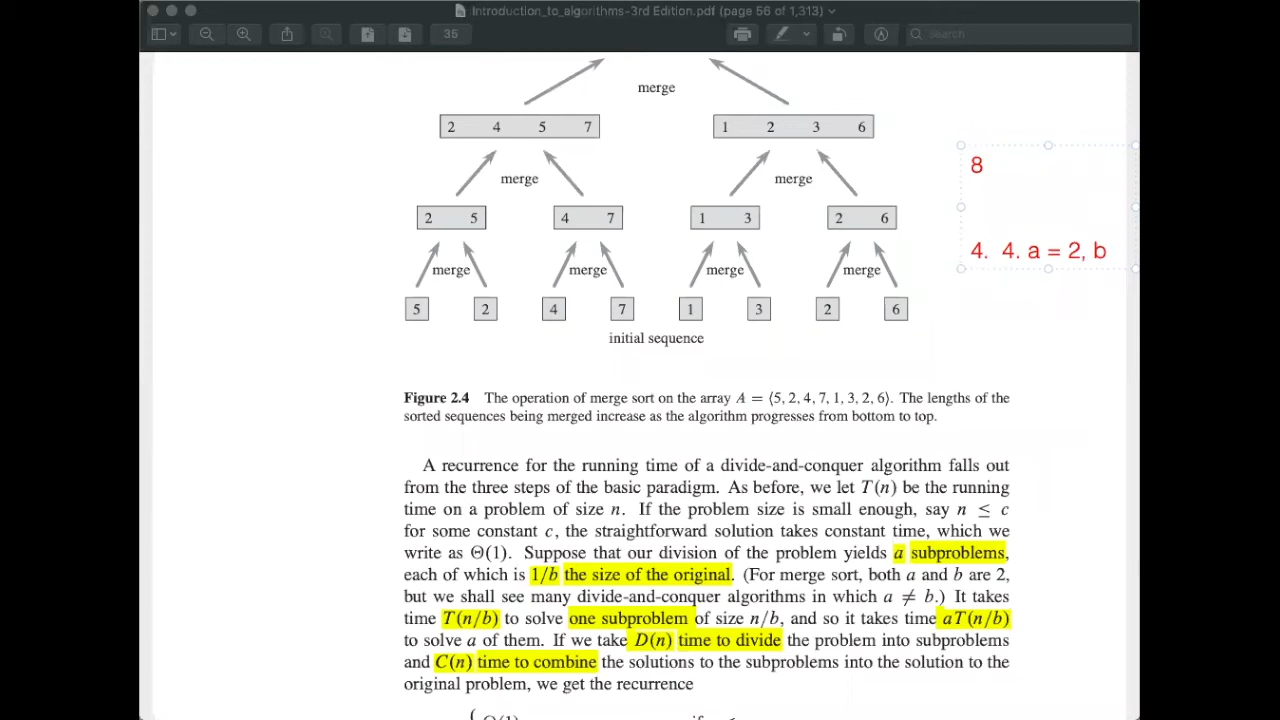 Introduction_to_algorithms-3rd Edition.pdf (page 56 of 1,313)
35
Search
merge
2 4 5 7
1 2 3 6
8
merge
merge
2 5
4 7
1 3
2 6
4. 4. a = 2, b
merge
merge
merge
merge
5
2
4
7
1
3
2
6
initial sequence
Figure 2.4 The operation of merge sort on the array A = ⟨5, 2, 4, 7, 1, 3, 2, 6⟩. The lengths of the
sorted sequences being merged increase as the algorithm progresses from bottom to top.
A recurrence for the running time of a divide-and-conquer algorithm falls out
from the three steps of the basic paradigm. As before, we let T(n) be the running
time on a problem of size n. If the problem size is small enough, say n ≤ c
for some constant c, the straightforward solution takes constant time, which we
write as Θ(1). Suppose that our division of the problem yields a subproblems,
each of which is 1/b the size of the original. (For merge sort, both a and b are 2,
but we shall see many divide-and-conquer algorithms in which a ≠ b.) It takes
time T(n/b) to solve one subproblem of size n/b, and so it takes time aT(n/b)
to solve a of them. If we take D(n) time to divide the problem into subproblems
and C(n) time to combine the solutions to the subproblems into the solution to the
original problem, we get the recurrence